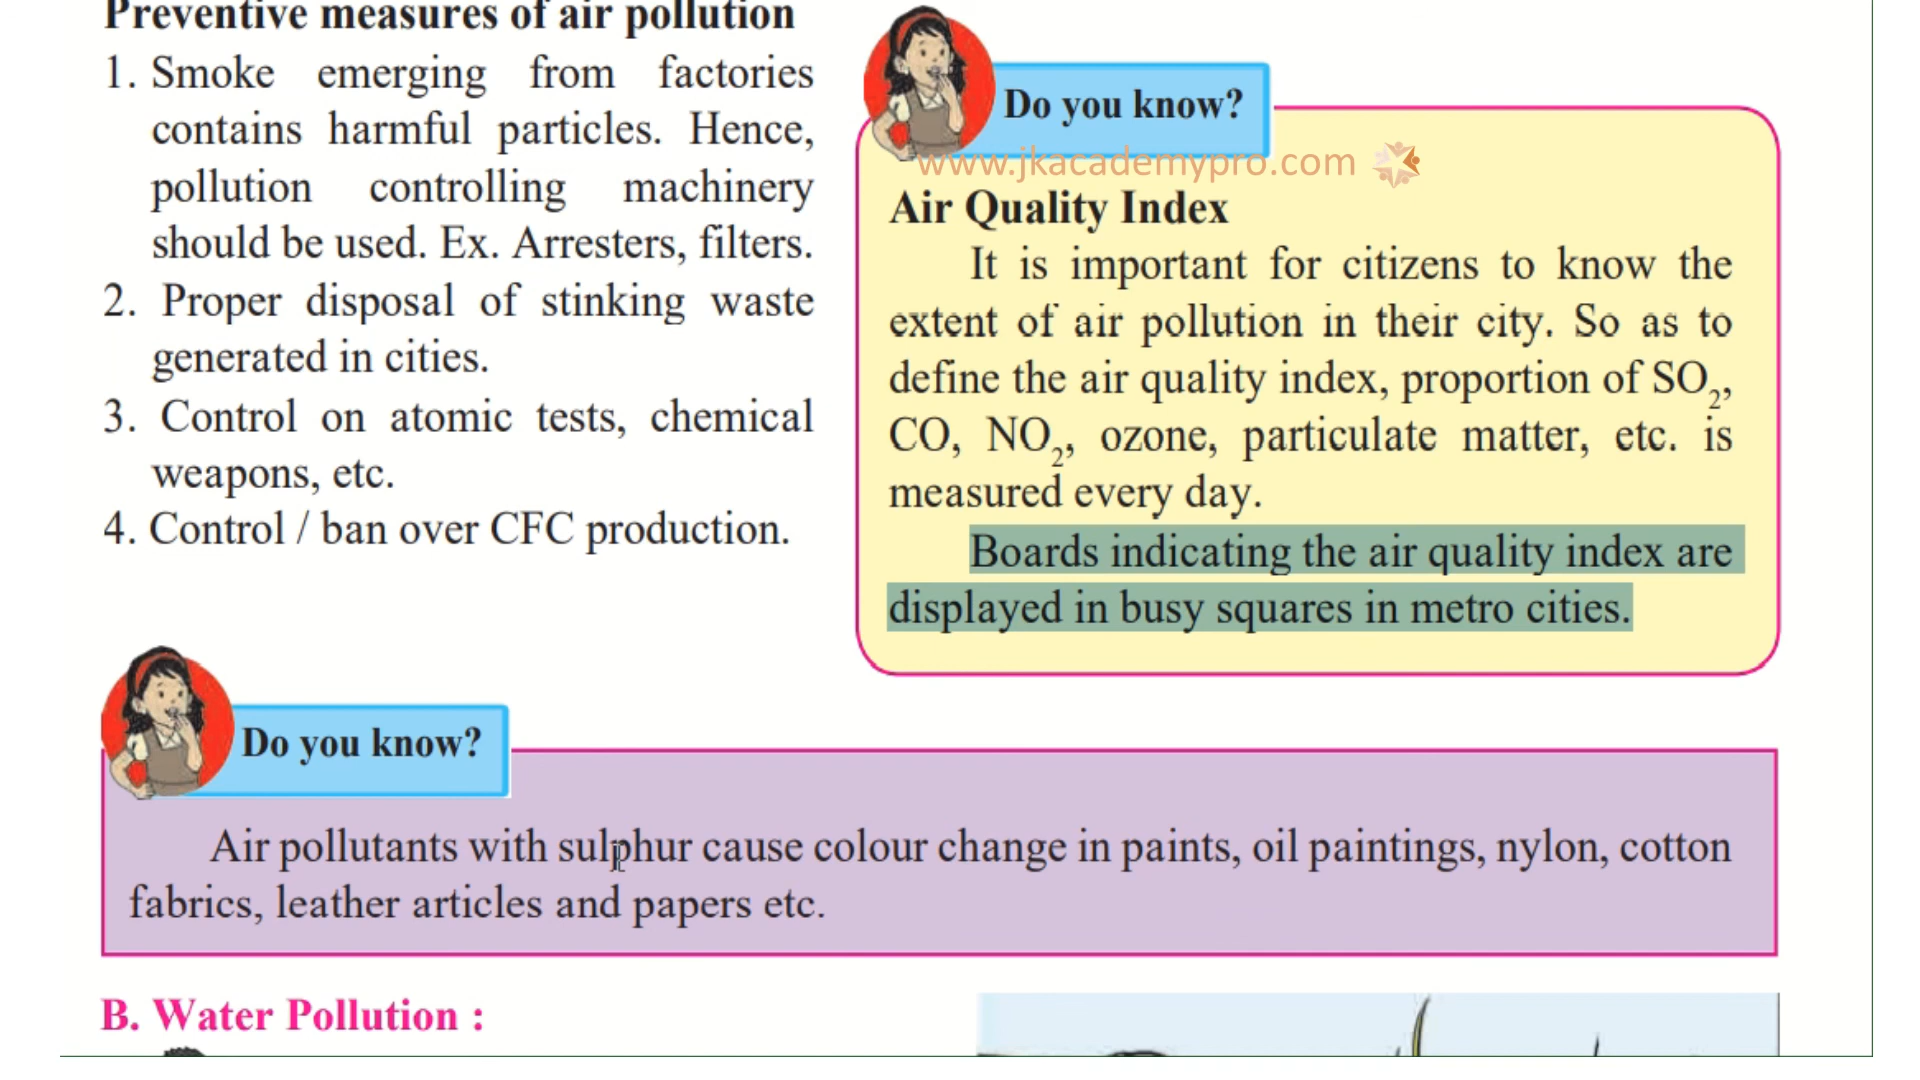 Preventive measures of air pollution
1. Smoke emerging from factories
contains harmful particles. Hence,
pollution controlling machinery
should be used. Ex. Arresters, filters.
2. Proper disposal of stinking waste
generated in cities.
3. Control on atomic tests, chemical
weapons, etc.
4. Control / ban over CFC production.
Do you know?
www.jkacademypro.com
Air Quality Index
It is important for citizens to know the
extent of air pollution in their city. So as to
define the air quality index, proportion of SO₂,
CO, NO₂, ozone, particulate matter, etc. is
measured every day.
Boards indicating the air quality index are
displayed in busy squares in metro cities.
Do you know?
Air pollutants with sulphur cause colour change in paints, oil paintings, nylon, cotton
fabrics, leather articles and papers etc.
B. Water Pollution :